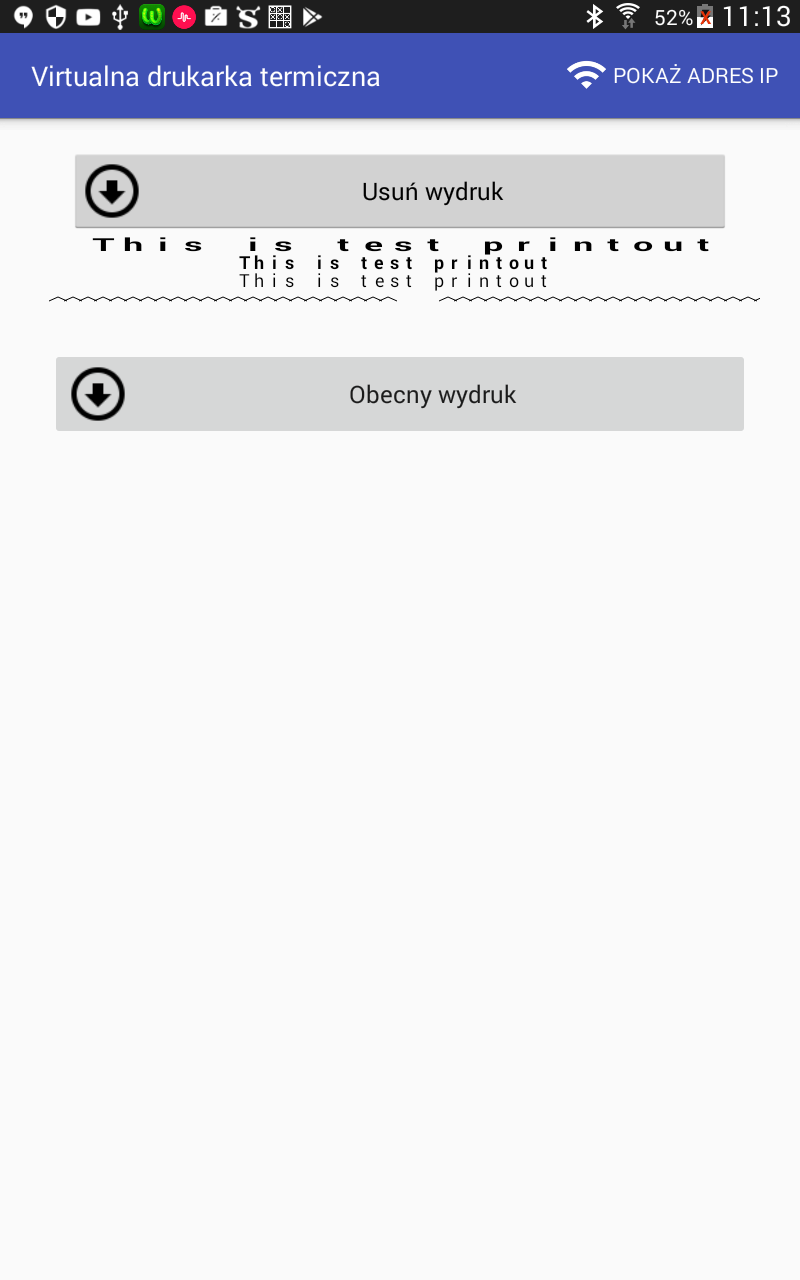 52% 11:13
Virtualna drukarka termiczna POKAŻ ADRES IP
Usuń wydruk
This is test printout
This is test printout
This is test printout
Obecny wydruk